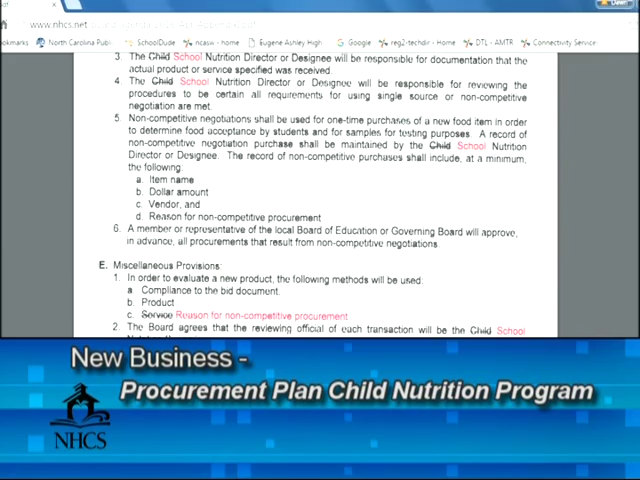 Dawn
www.nhcs.net
ookmarks North Carolina Public SchoolDude ncasw - home Eugene Ashley High Google reg2-techdir - Home DTL - AMTR Connectivity Service
3. The Child School Nutrition Director or Designee will be responsible for documentation that the
actual product or service specified was received.
4. The Child School Nutrition Director or Designee will be responsible for reviewing the
procedures to be certain all requirements for using single source or non-competitive
negotiation are met.
5. Non-competitive negotiations shall be used for one-time purchases of a new food item in order
to determine food acceptance by students and for samples for testing purposes. A record of
non-competitive negotiation purchase shall be maintained by the Child School Nutrition
Director or Designee. The record of non-competitive purchases shall include, at a minimum,
the following:
a. Item name
b. Dollar amount
c. Vendor, and
d. Reason for non-competitive procurement
6. A member or representative of the local Board of Education or Governing Board will approve,
in advance, all procurements that result from non-competitive negotiations.
E. Miscellaneous Provisions:
1. In order to evaluate a new product, the following methods will be used:
a Compliance to the bid document.
b. Product
c. Service Reason for non-competitive procurement
2. The Board agrees that the reviewing official of each transaction will be the Child School
New Business -
Procurement Plan Child Nutrition Program
NHCS